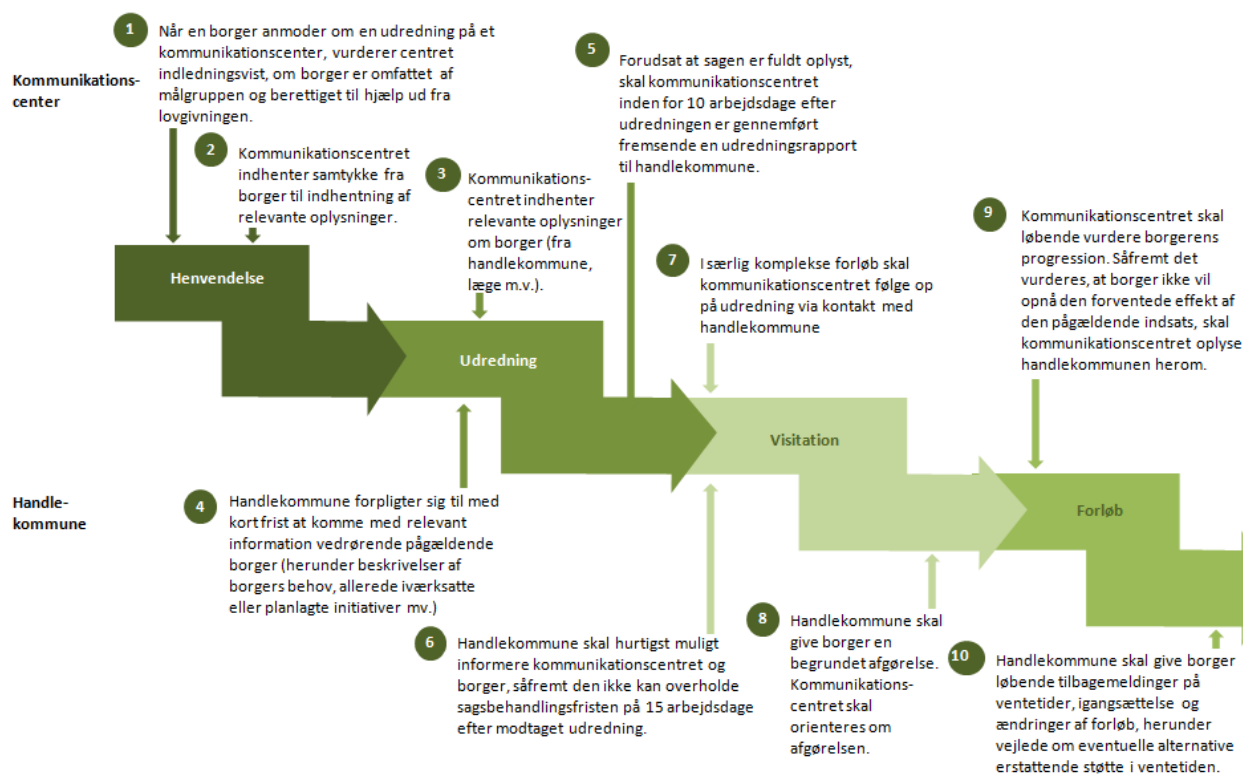 Kommunikations-
center
1
Når en borger anmoder om en udredning på et
kommunikationscenter, vurderer centret
indledningsvist, om borger er omfattet af
målgruppen og berettiget til hjælp ud fra
lovgivningen.
2
Kommunikationscentret
indhenter samtykke fra
borger til indhentning af
relevante oplysninger.
3
Kommunikations-
centret indhenter
relevante oplysninger
om borger (fra
handlekommune,
læge m.v.).
5
Forudsat at sagen er fuldt oplyst,
skal kommunikationscentret
inden for 10 arbejdsdage efter
udredningen er gennemført
fremsende en udredningsrapport
til handlekommune.
7
I særlig komplekse forløb skal
kommunikationscentret følge op
på udredning via kontakt med
handlekommune
9
Kommunikationscentret skal
løbende vurdere borgerens
progression. Såfremt det
vurderes, at borger ikke vil
opnå den forventede effekt af
den pågældende indsats, skal
kommunikationscentret oplyse
handlekommunen herom.
Henvendelse
Udredning
Visitation
Forløb
Handle-
kommune
4
Handlekommune forpligter sig til med
kort frist at komme med relevant
information vedrørende pågældende
borger (herunder beskrivelser af
borgers behov, allerede iværksatte
eller planlagte initiativer mv.)
6
Handlekommune skal hurtigst muligt
informere kommunikationscentret og
borger, såfremt den ikke kan overholde
sagsbehandlingsfristen på 15 arbejdsdage
efter modtaget udredning.
8
Handlekommune skal
give borger en
begrundet afgørelse.
Kommunikations-
centret skal
orienteres om
afgørelsen.
10
Handlekommune skal give borger
løbende tilbagemeldinger på
ventetider, igangsættelse og
ændringer af forløb, herunder
vejlede om eventuelle alternative
erstattende støtte i ventetiden.